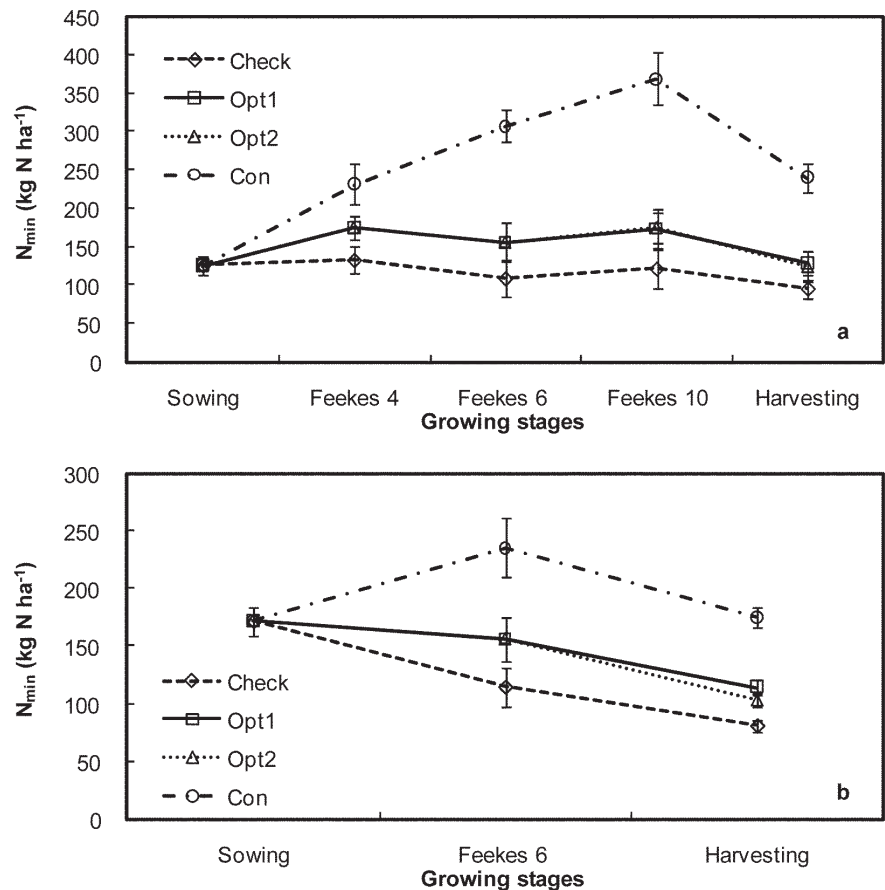 450
400
350
300
250
200
150
100
50
0
Nmin (kg N ha-1)
Check
Opt1
Opt2
Con
a
Sowing Feekes 4 Feekes 6 Feekes 10 Harvesting
Growing stages
300
250
200
150
100
50
0
Nmin (kg N ha-1)
Check
Opt1
Opt2
Con
b
Sowing Feekes 6 Harvesting
Growing stages